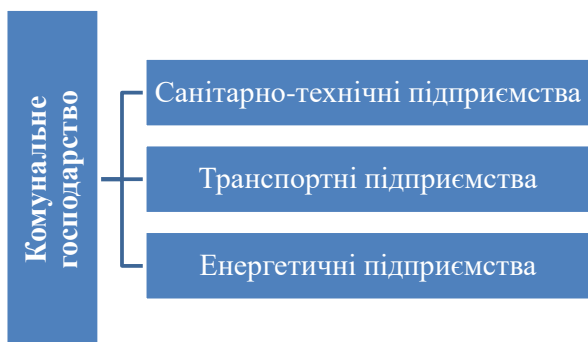 Комунальне
господарство
Санітарно-технічні підприємства
Транспортні підприємства
Енергетичні підприємства